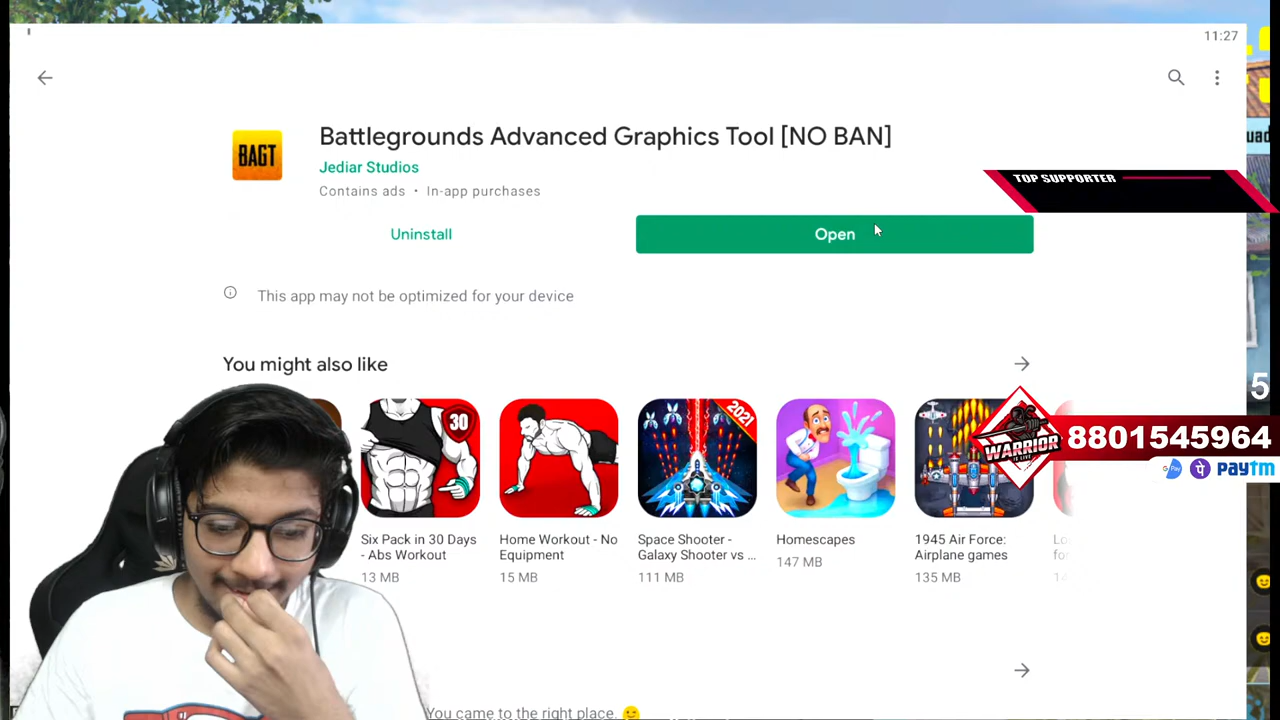 11:27
Battlegrounds Advanced Graphics Tool [NO BAN]
BAGT
Jediar Studios
Contains ads • In-app purchases
TOP SUPPORTER
Uninstall
Open
This app may not be optimized for your device
You might also like
30
2021
5
WARRIOR
IS LIVE
8801545964
Pay
पे
paytm
Six Pack in 30 Days
- Abs Workout
13 MB
Home Workout - No
Equipment
15 MB
Space Shooter -
Galaxy Shooter vs ...
111 MB
Homescapes
147 MB
1945 Air Force:
Airplane games
135 MB
You came to the right place. 🙂